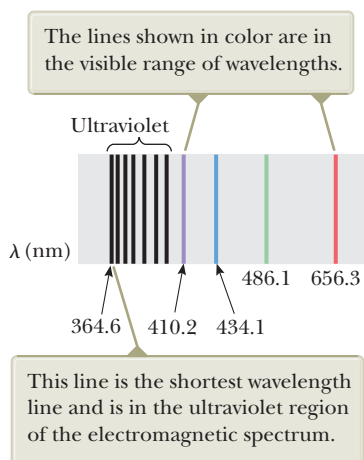 The lines shown in color are in
the visible range of wavelengths.
Ultraviolet
λ (nm)
486.1 656.3
364.6 410.2 434.1
This line is the shortest wavelength
line and is in the ultraviolet region
of the electromagnetic spectrum.